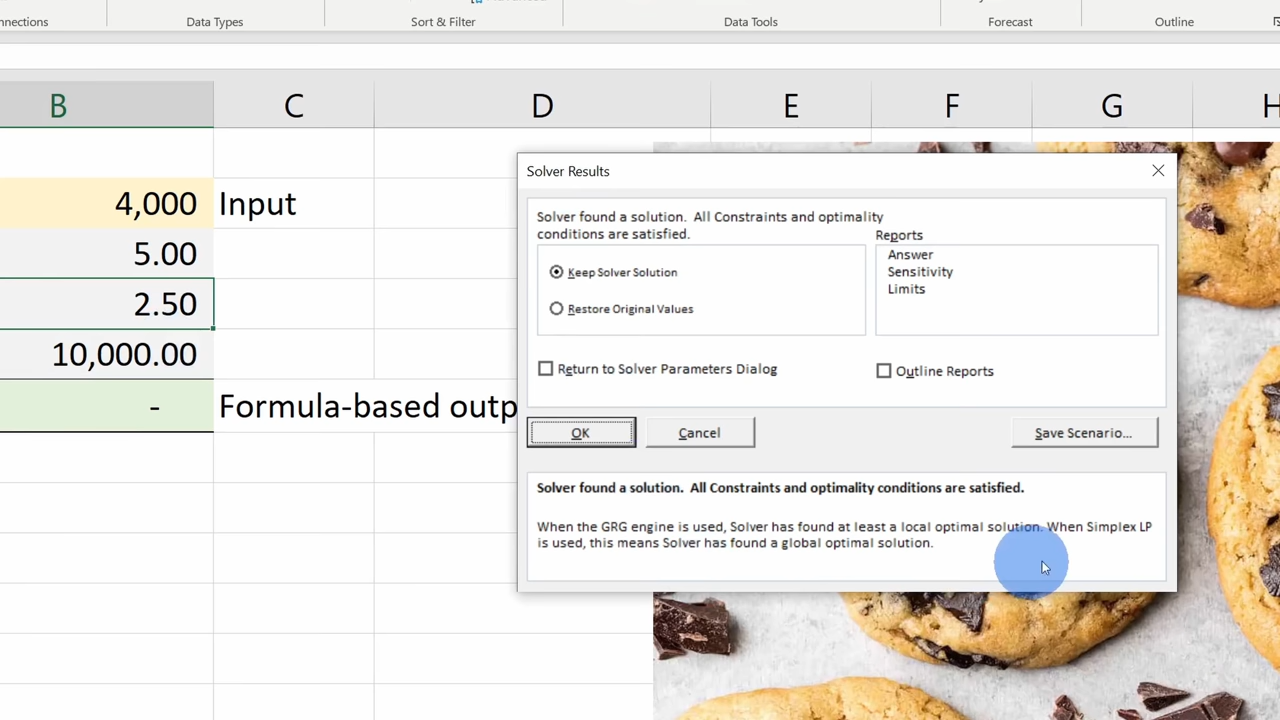 nnections
Data Types
Sort & Filter
Data Tools
Forecast
Outline
B
C
D
E
F
G
H
4,000
Input
5.00
2.50
10,000.00
-
Formula-based outp
Solver Results
Solver found a solution. All Constraints and optimality
conditions are satisfied.
Keep Solver Solution
Restore Original Values
Reports
Answer
Sensitivity
Limits
Return to Solver Parameters Dialog
Outline Reports
OK
Cancel
Save Scenario...
Solver found a solution. All Constraints and optimality conditions are satisfied.
When the GRG engine is used, Solver has found at least a local optimal solution. When Simplex LP
is used, this means Solver has found a global optimal solution.